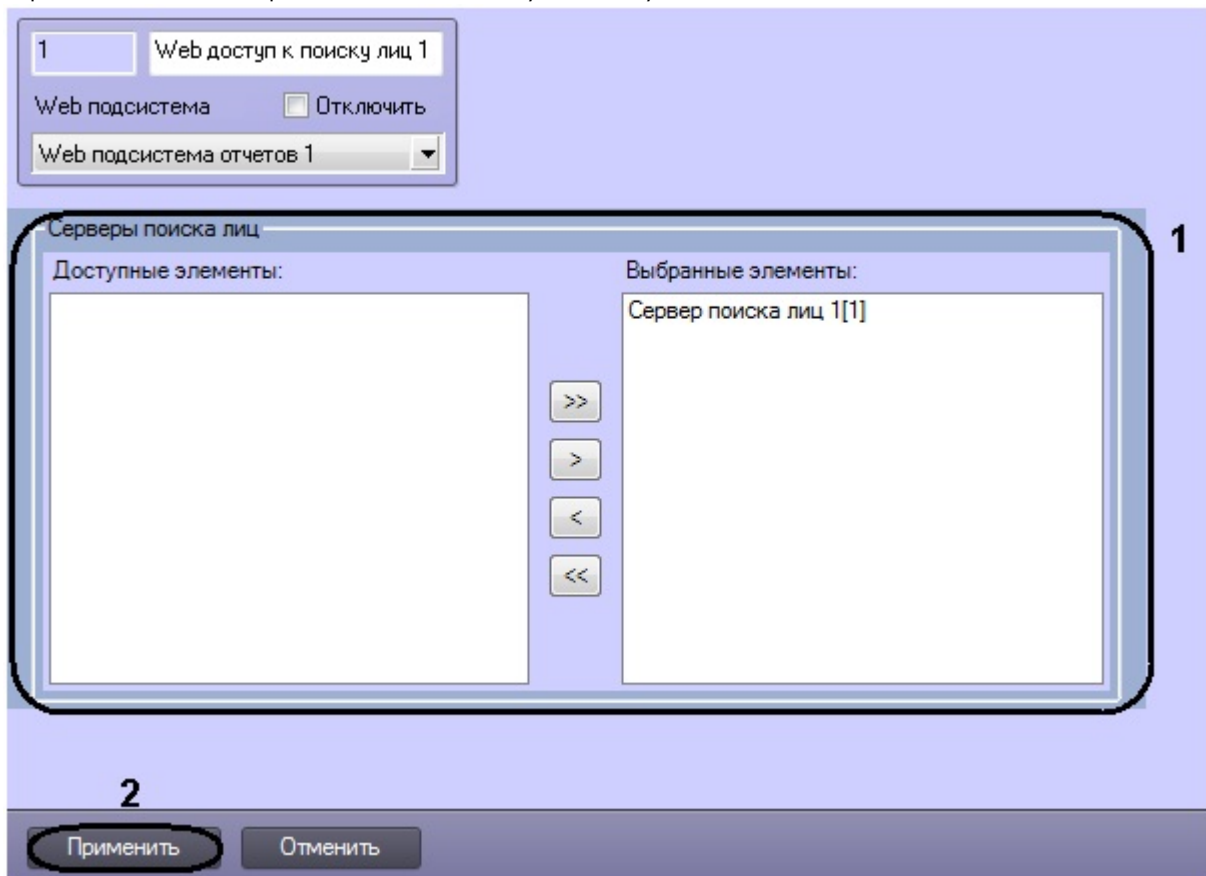 1
Web доступ к поиску лиц 1
Web подсистема
Отключить
Web подсистема отчетов 1
Серверы поиска лиц
1
Доступные элементы:
Выбранные элементы:
Сервер поиска лиц 1[1]
>>
>
<
<<
2
Применить
Отменить